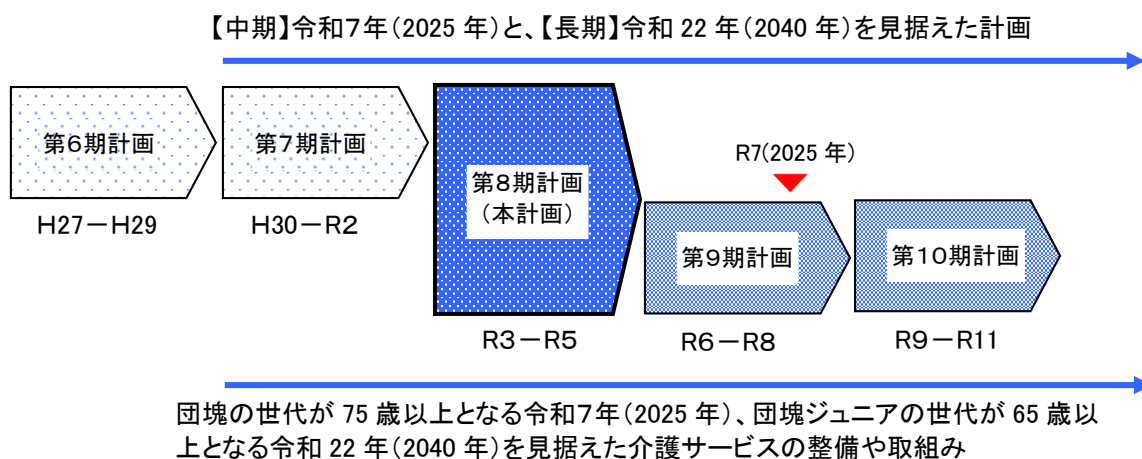 【中期】令和７年（2025 年）と、【長期】令和 22 年（2040 年）を見据えた計画
第６期計画
第７期計画
第８期計画
（本計画）
R7(2025 年)
第９期計画
第１０期計画
H27－H29
H30－R2
R3－R5
R6－R8
R9－R11
団塊の世代が 75 歳以上となる令和７年（2025 年）、団塊ジュニアの世代が 65 歳以
上となる令和 22 年（2040 年）を見据えた介護サービスの整備や取組み